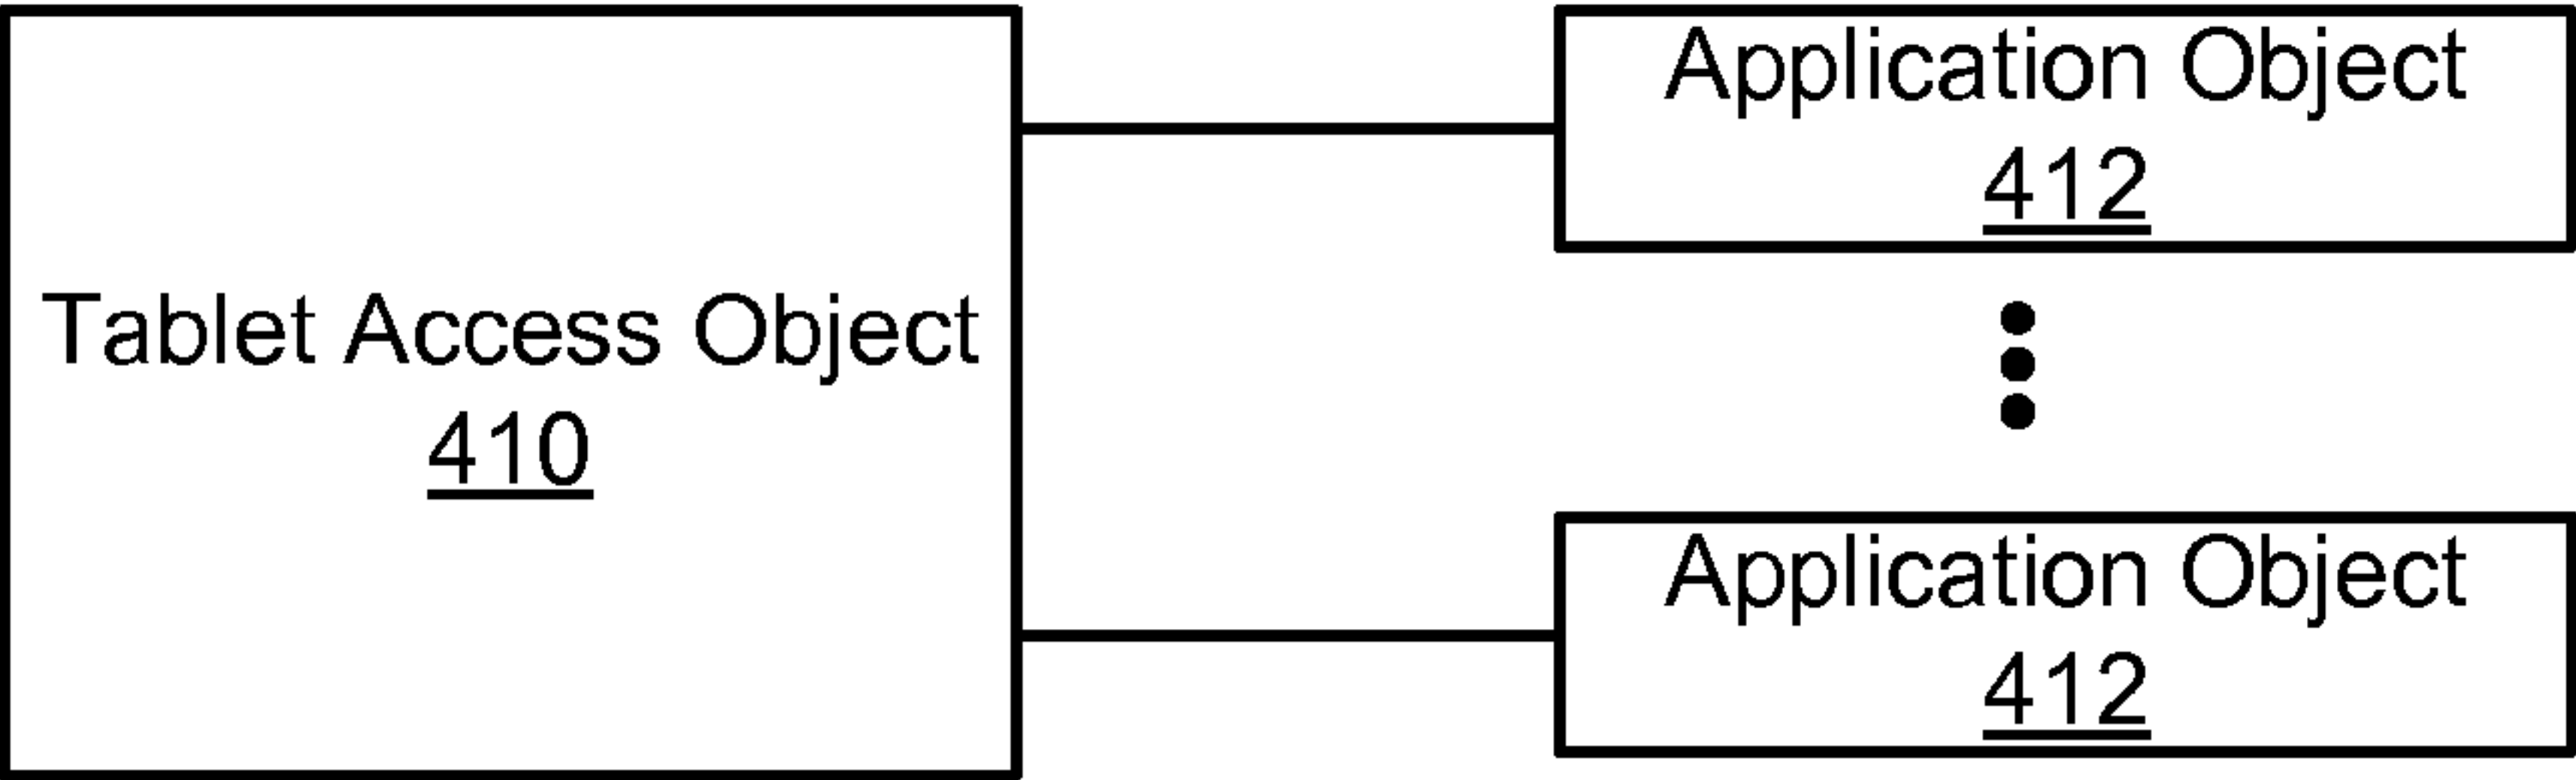 Tablet Access Object
410
Application Object
412
Application Object
412